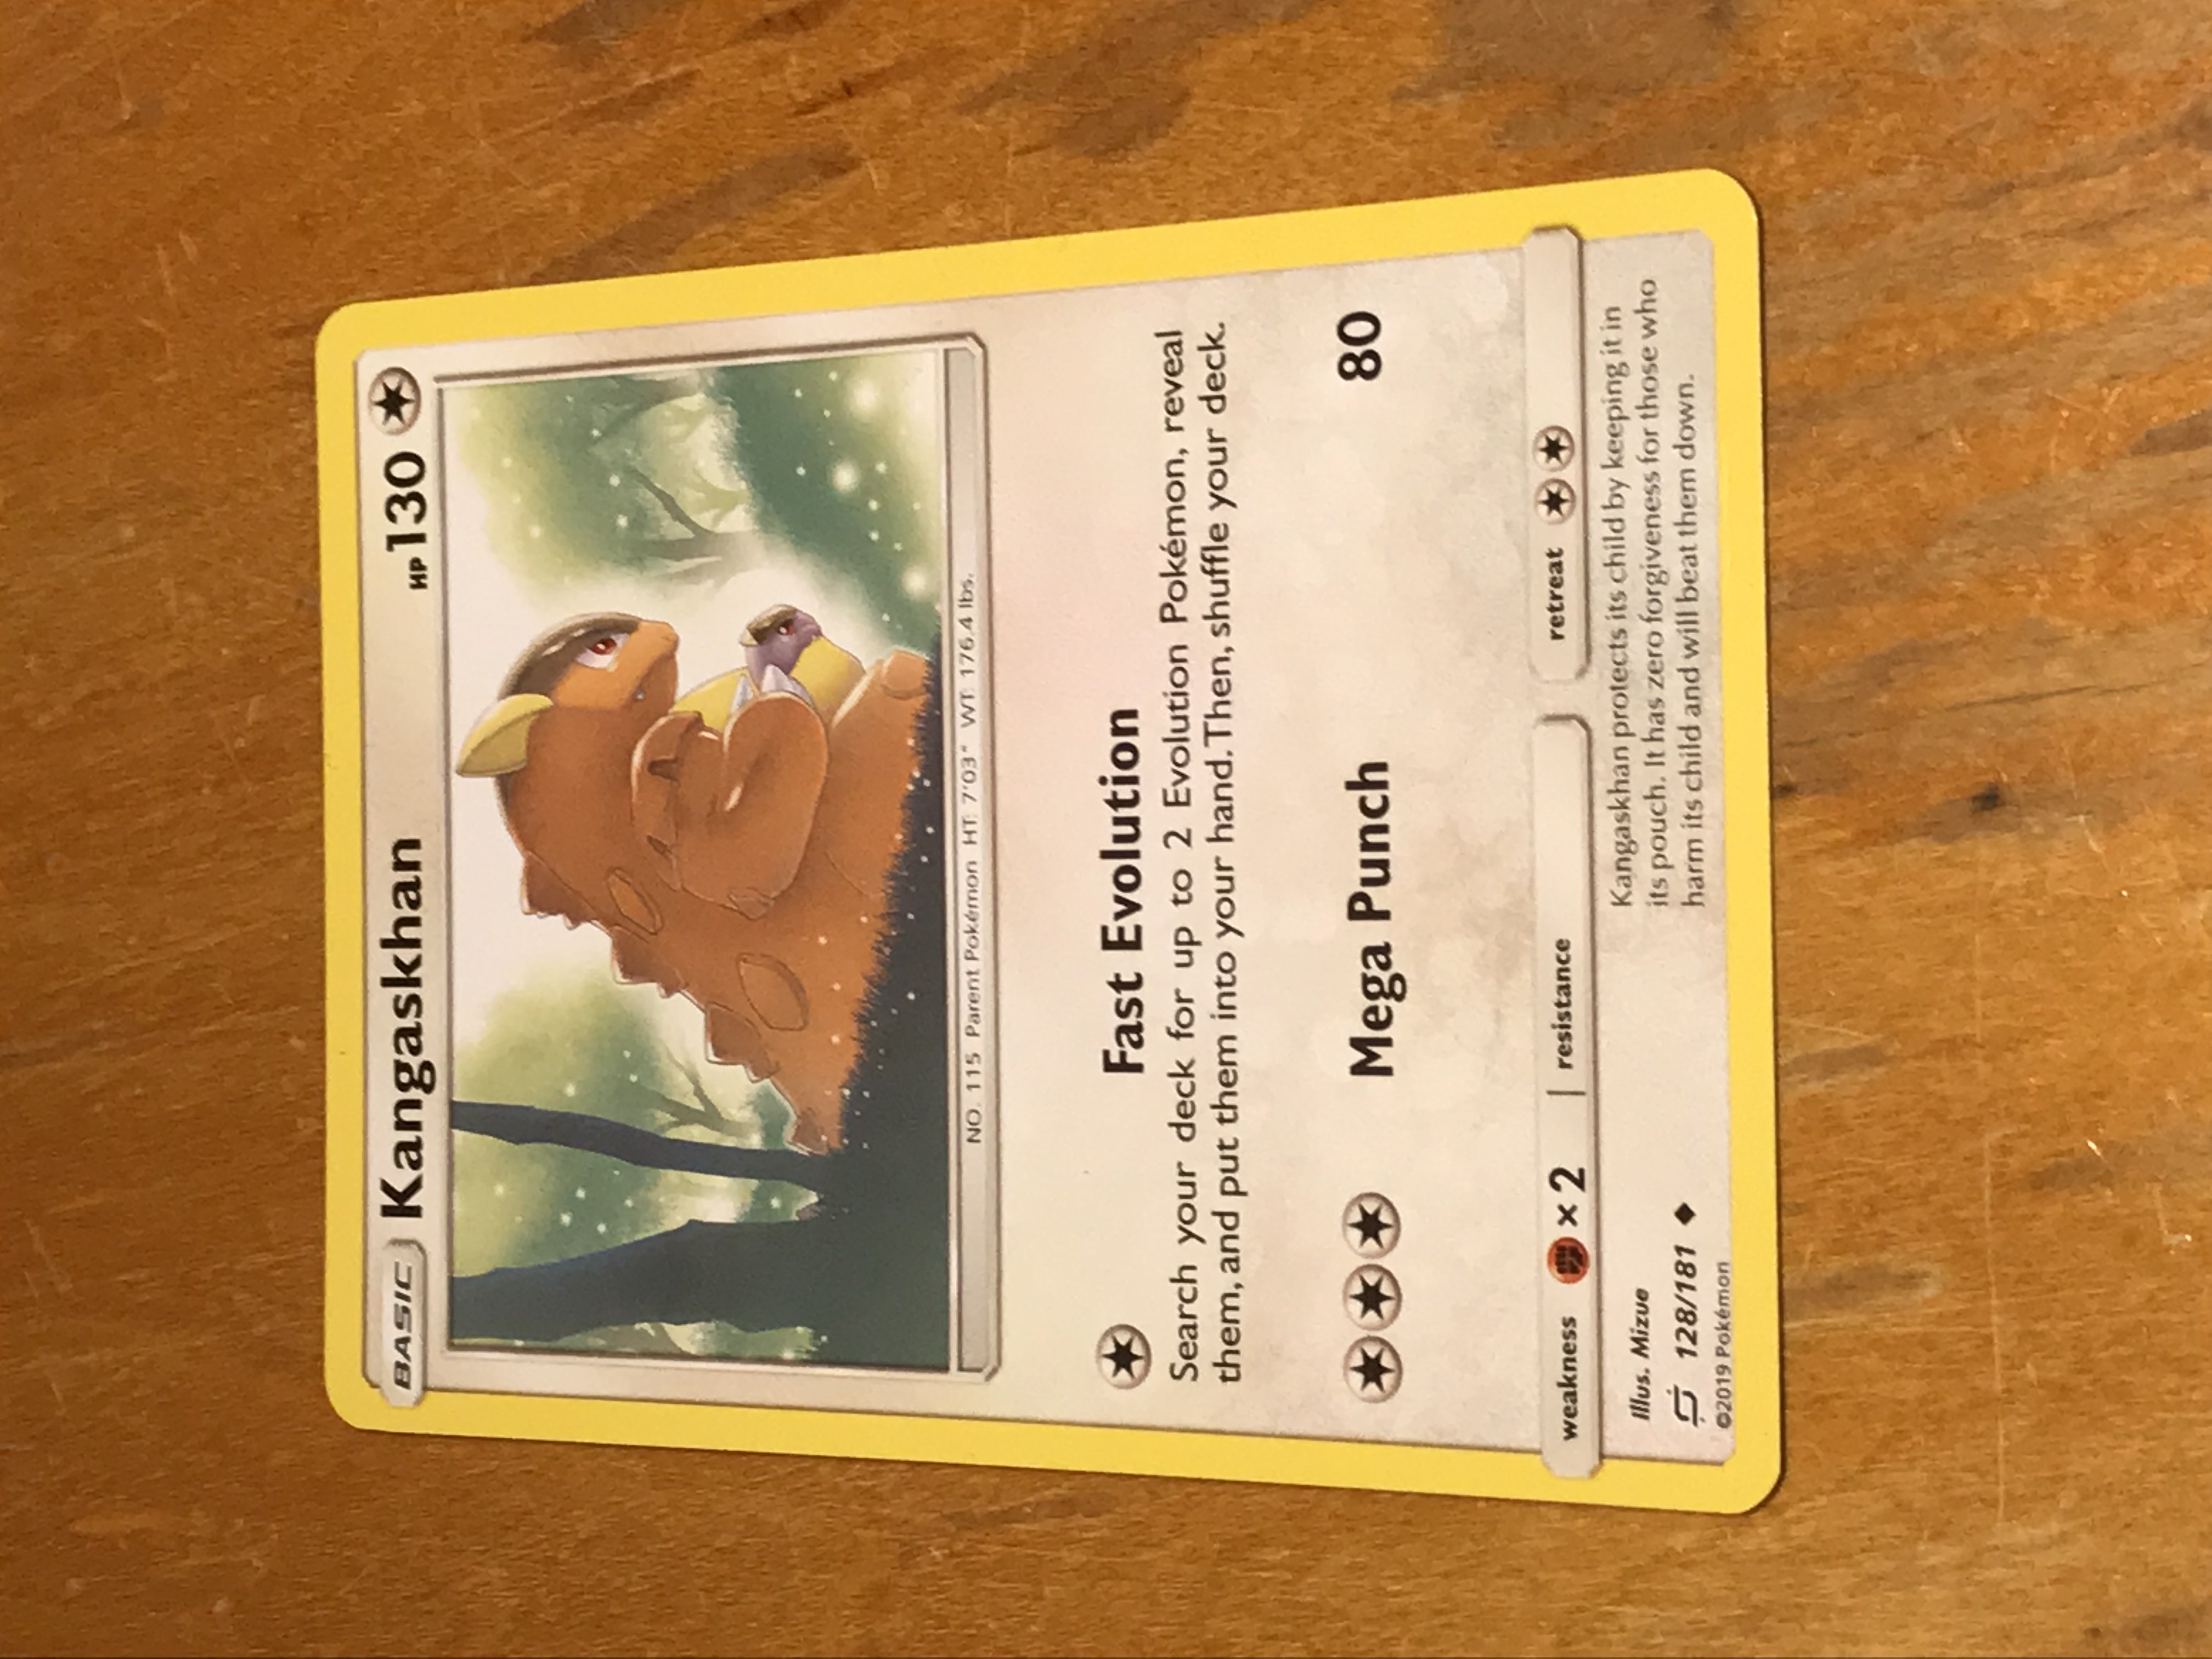 BASIC Kangaskhan HP 130
NO. 115 Parent Pokémon HT: 7'03" WT: 176.4 lbs.
Fast Evolution
Search your deck for up to 2 Evolution Pokémon, reveal
them, and put them into your hand. Then, shuffle your deck.
Mega Punch 80
weakness × 2 resistance retreat
Illus. Mizue
128/181
©2019 Pokémon
Kangaskhan protects its child by keeping it in
its pouch. It has zero forgiveness for those who
harm its child and will beat them down.